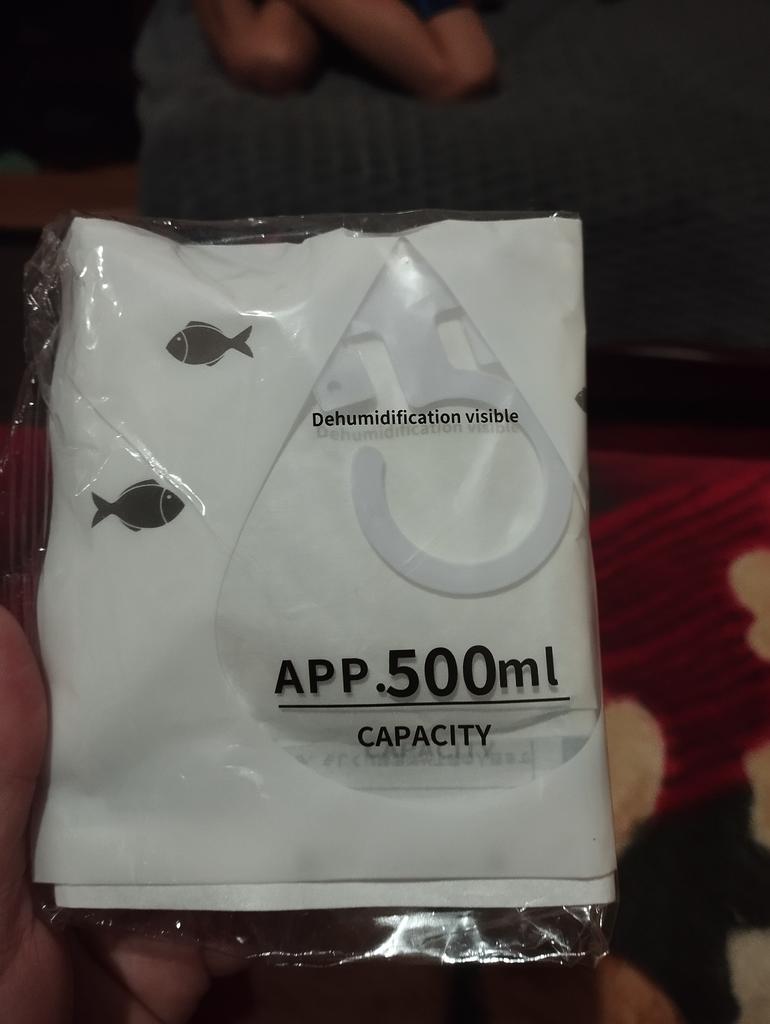 Dehumidification visible
APP.500ml
CAPACITY